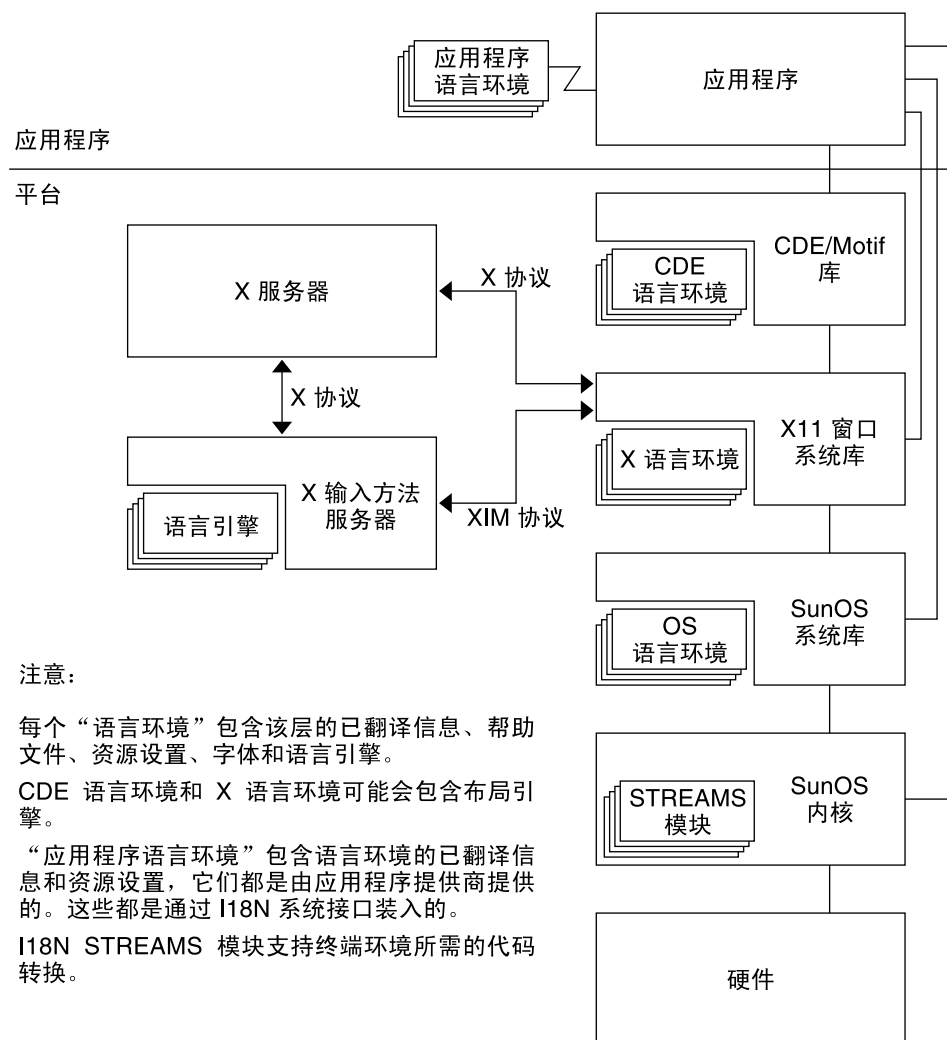 应用程序
语言环境
应用程序
应用程序
平台
X 服务器
X 协议
CDE
语言环境
CDE/Motif
库
X 协议
X 输入方法
服务器
语言引擎
XIM 协议
X 语言环境
X11 窗口
系统库
OS
语言环境
SunOS
系统库
注意：
每个“语言环境”包含该层的已翻译信息、帮助
文件、资源设置、字体和语言引擎。
CDE 语言环境和 X 语言环境可能会包含布局引
擎。
“应用程序语言环境”包含语言环境的已翻译信
息和资源设置，它们都是由应用程序提供商提供
的。这些都是通过 I18N 系统接口装入的。
I18N STREAMS 模块支持终端环境所需的代码
转换。
STREAMS
模块
SunOS
内核
硬件